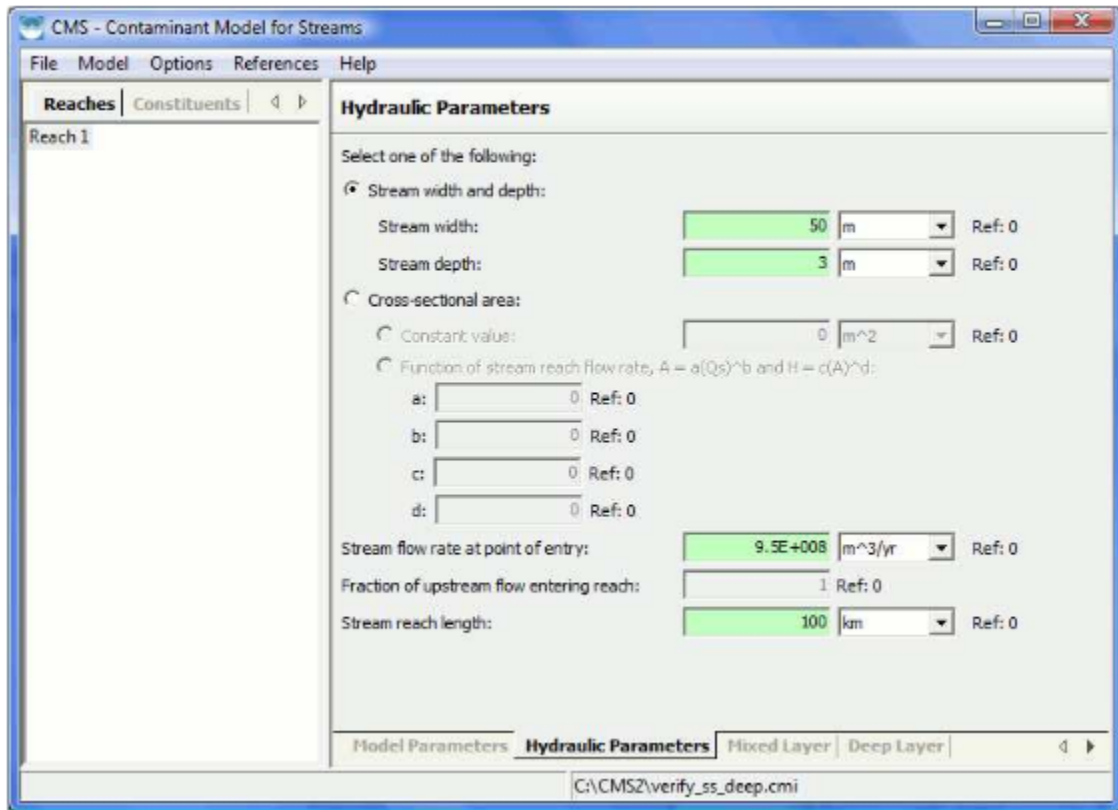 CMS - Contaminant Model for Streams
File Model Options References Help
Reaches Constituents
Reach 1
Hydraulic Parameters
Select one of the following:
Stream width and depth:
Stream width: 50 m Ref: 0
Stream depth: 3 m Ref: 0
Cross-sectional area:
Constant value: 0 m^2 Ref: 0
Function of stream reach flow rate, A = a(Qs)^b and H = c(A)^d:
a: 0 Ref: 0
b: 0 Ref: 0
c: 0 Ref: 0
d: 0 Ref: 0
Stream flow rate at point of entry: 9.5E+008 m^3/yr Ref: 0
Fraction of upstream flow entering reach: 1 Ref: 0
Stream reach length: 100 km Ref: 0
Model Parameters Hydraulic Parameters Mixed Layer Deep Layer
C:\CMS2\verify_ss_deep.cmi